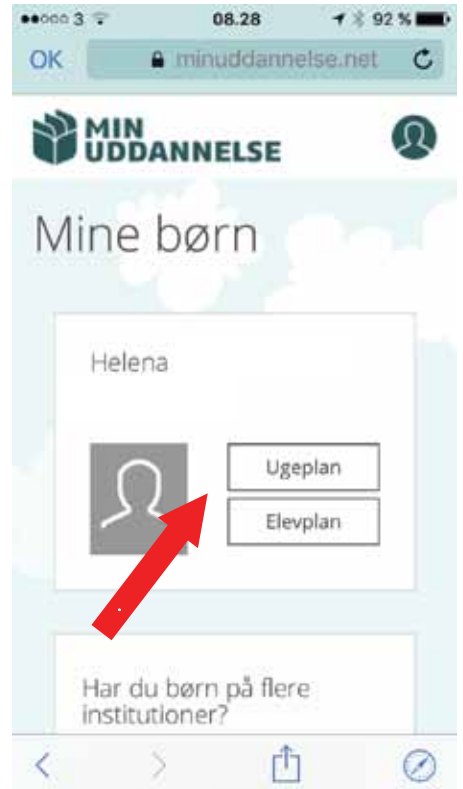 3 08.28 92 %
OK minuddannelse.net
MIN
UDDANNELSE
Mine børn
Helena
Ugeplan
Elevplan
Har du børn på flere
institutioner?